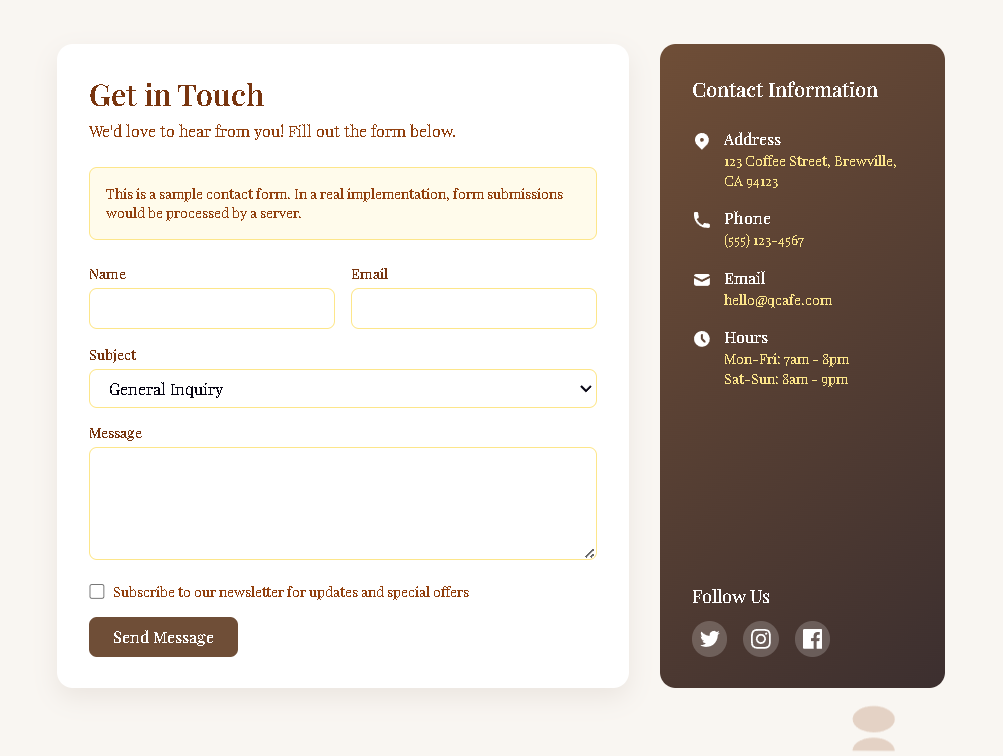 Get in Touch
We'd love to hear from you! Fill out the form below.
This is a sample contact form. In a real implementation, form submissions
would be processed by a server.
Name
Email
Subject
General Inquiry
Message
Subscribe to our newsletter for updates and special offers
Send Message
Contact Information
Address
123 Coffee Street, Brewville,
CA 94123
Phone
(555) 123-4567
Email
hello@qcafe.com
Hours
Mon-Fri: 7am - 8pm
Sat-Sun: 8am - 9pm
Follow Us